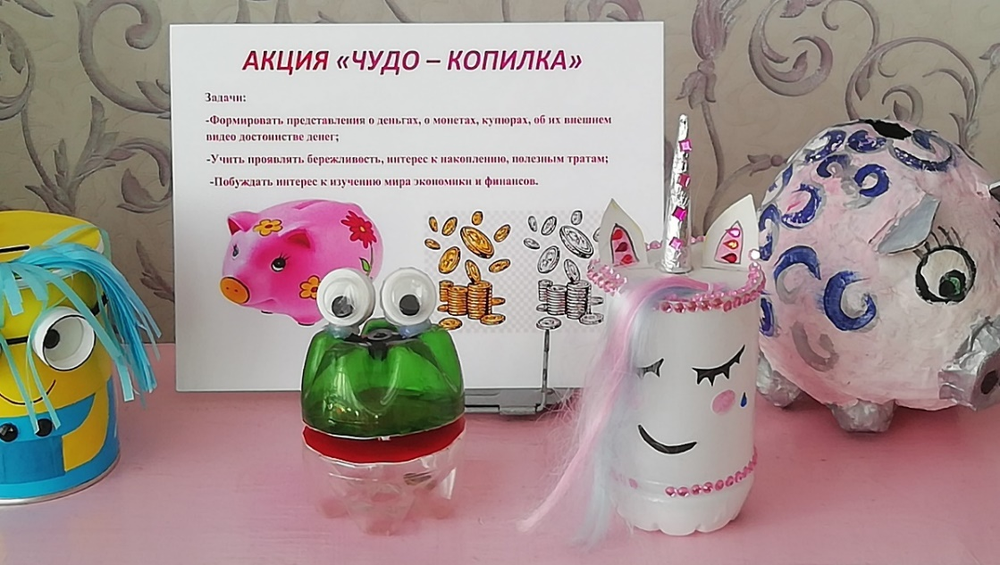 АКЦИЯ «ЧУДО – КОПИЛКА»
Задачи:
-Формировать представления о деньгах, о монетах, купюрах, об их внешнем
видео достоинстве денег;
-Учить проявлять бережливость, интерес к накоплению, полезным тратам;
-Побуждать интерес к изучению мира экономики и финансов.